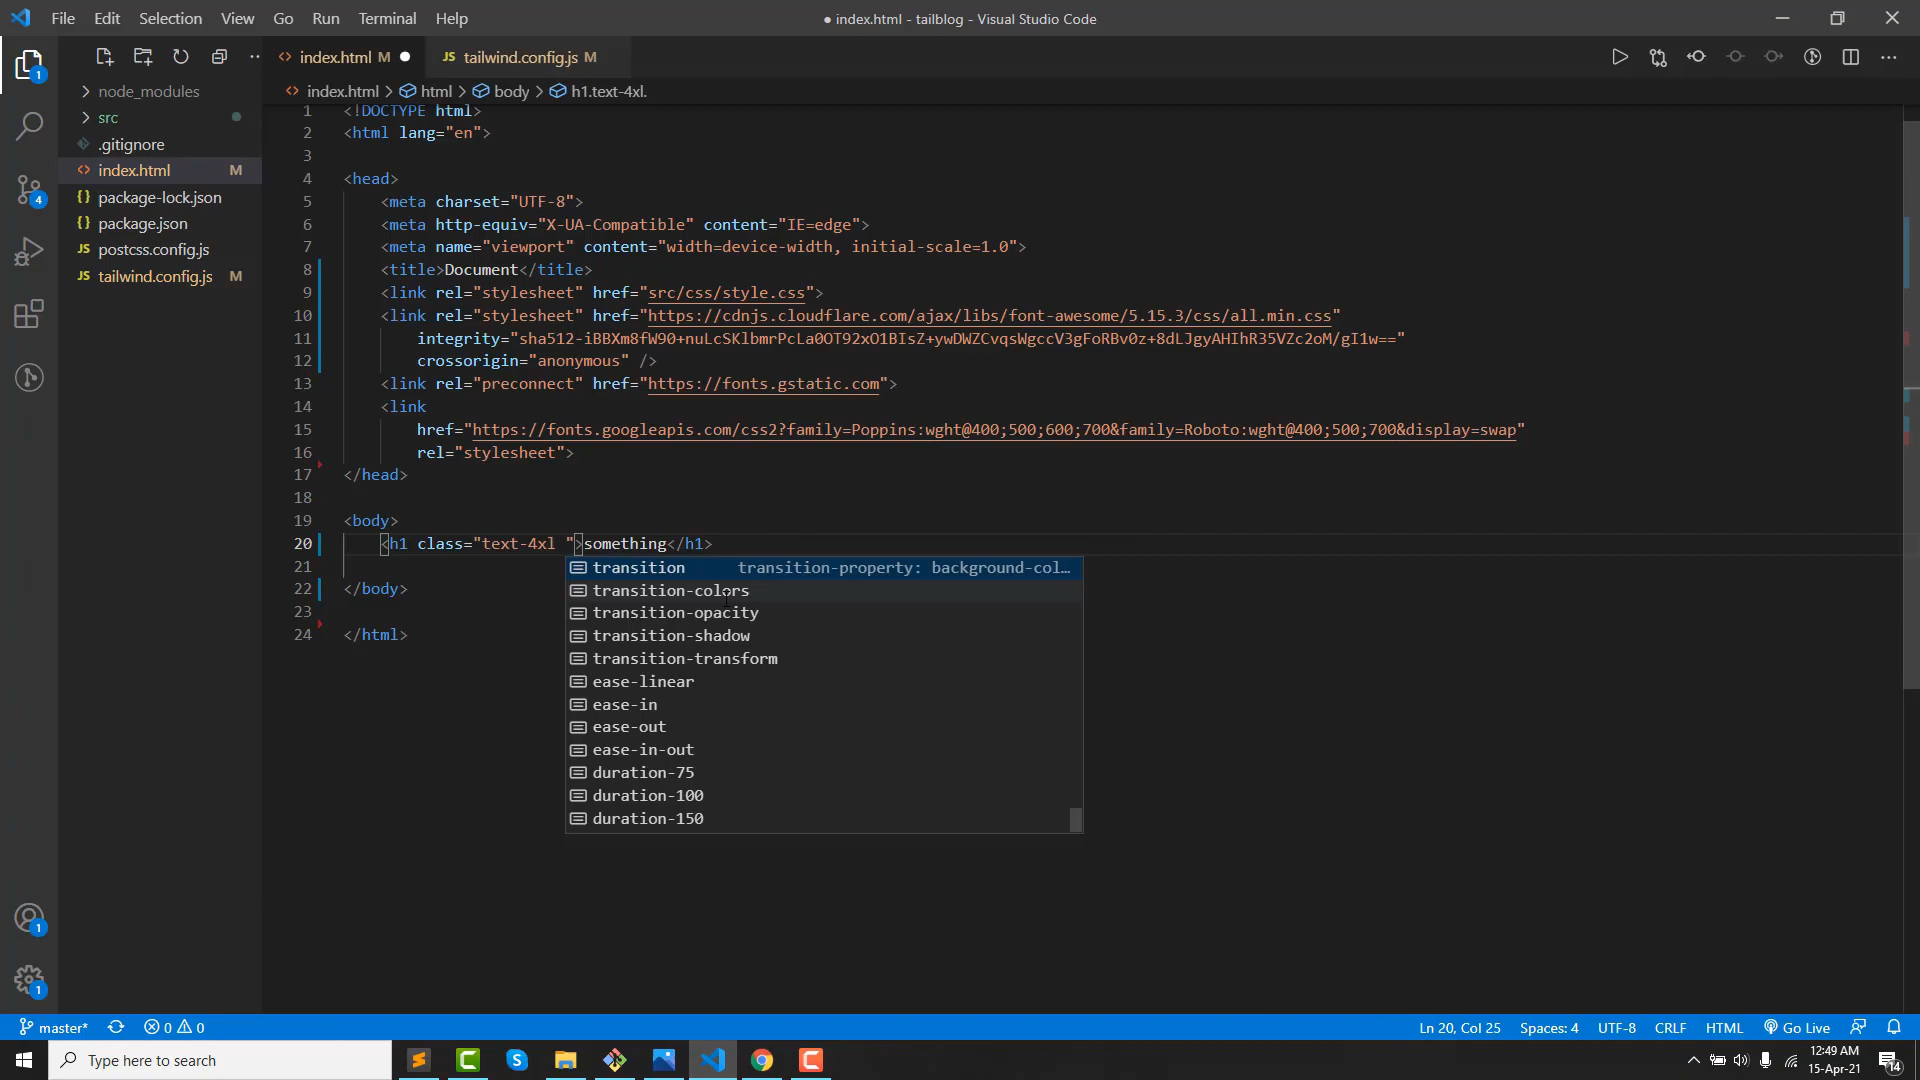 File Edit Selection View Go Run Terminal Help
● index.html - tailblog - Visual Studio Code
index.html M ●
JS tailwind.config.js M
index.html > html > body > h1.text-4xl.
node_modules
src
.gitignore
index.html M
package-lock.json
package.json
JS postcss.config.js
JS tailwind.config.js M
1 <!DOCTYPE html>
2 <html lang="en">
3
4 <head>
5 <meta charset="UTF-8">
6 <meta http-equiv="X-UA-Compatible" content="IE=edge">
7 <meta name="viewport" content="width=device-width, initial-scale=1.0">
8 <title>Document</title>
9 <link rel="stylesheet" href="src/css/style.css">
10 <link rel="stylesheet" href="https://cdnjs.cloudflare.com/ajax/libs/font-awesome/5.15.3/css/all.min.css"
11 integrity="sha512-iBBXm8fW90+nuLcSKlbmrPcLa0OT92xO1BIsZ+ywDWZCvqsWgccV3gFoRBv0z+8dLJgyAHIhR35VZc2oM/gI1w=="
12 crossorigin="anonymous" />
13 <link rel="preconnect" href="https://fonts.gstatic.com">
14 <link
15 href="https://fonts.googleapis.com/css2?family=Poppins:wght@400;500;600;700&family=Roboto:wght@400;500;700&display=swap"
16 rel="stylesheet">
17 </head>
18
19 <body>
20 <h1 class="text-4xl ">something</h1>
21
22 </body>
23
24 </html>
transition transition-property: background-col…
transition-colors
transition-opacity
transition-shadow
transition-transform
ease-linear
ease-in
ease-out
ease-in-out
duration-75
duration-100
duration-150
1
4
1
1
master* 0 0
Ln 20, Col 25 Spaces: 4 UTF-8 CRLF HTML Go Live
Type here to search
12:49 AM
15-Apr-21
14